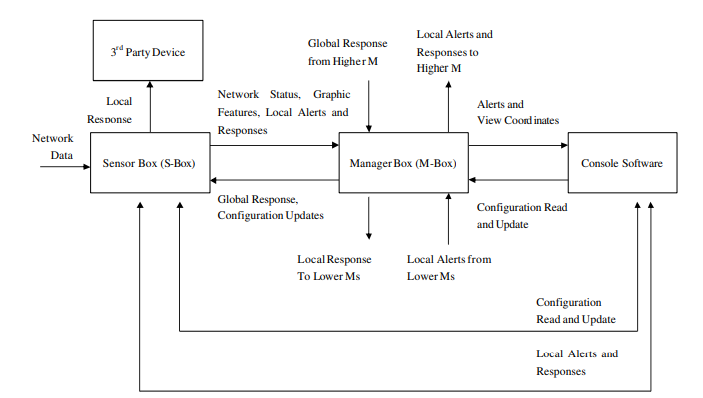 3rd Party Device
Global Response
from Higher M
Local Alerts and
Responses to
Higher M
Local
Response
Network Status, Graphic
Features, Local Alerts and
Responses
Alerts and
View Coordinates
Network
Data
Sensor Box (S-Box)
Manager Box (M-Box)
Console Software
Global Response,
Configuration Updates
Configuration Read
and Update
Local Response
To Lower Ms
Local Alerts from
Lower Ms
Configuration
Read and Update
Local Alerts and
Responses